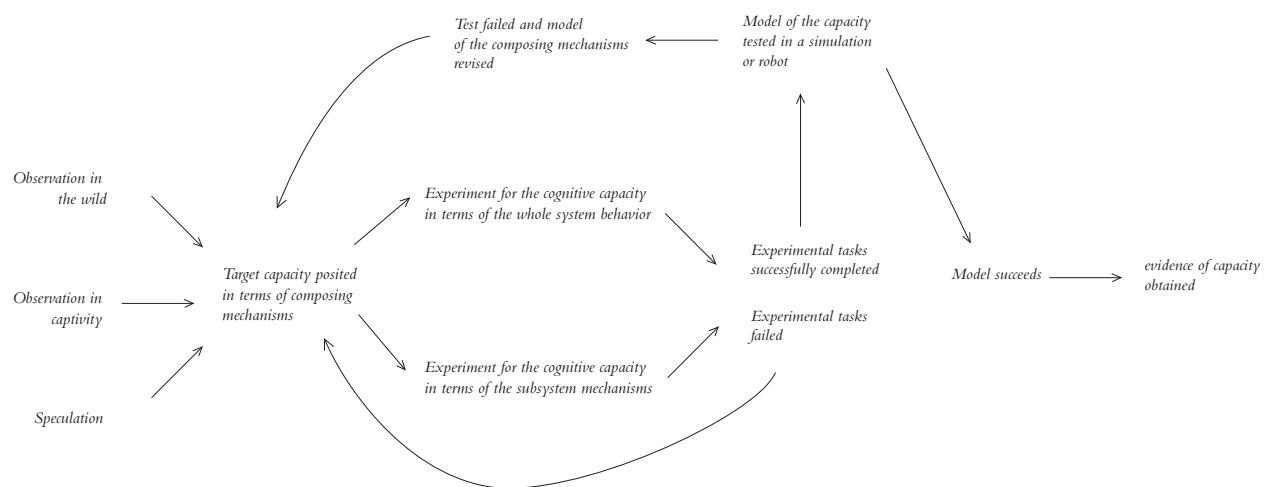 Test failed and model
of the composing mechanisms
revised
Model of the capacity
tested in a simulation
or robot
Observation in
the wild
Experiment for the cognitive capacity
in terms of the whole system behavior
Target capacity posited
in terms of composing
mechanisms
Experimental tasks
successfully completed
Model succeeds
evidence of capacity
obtained
Observation in
captivity
Experimental tasks
failed
Experiment for the cognitive capacity
in terms of the subsystem mechanisms
Speculation